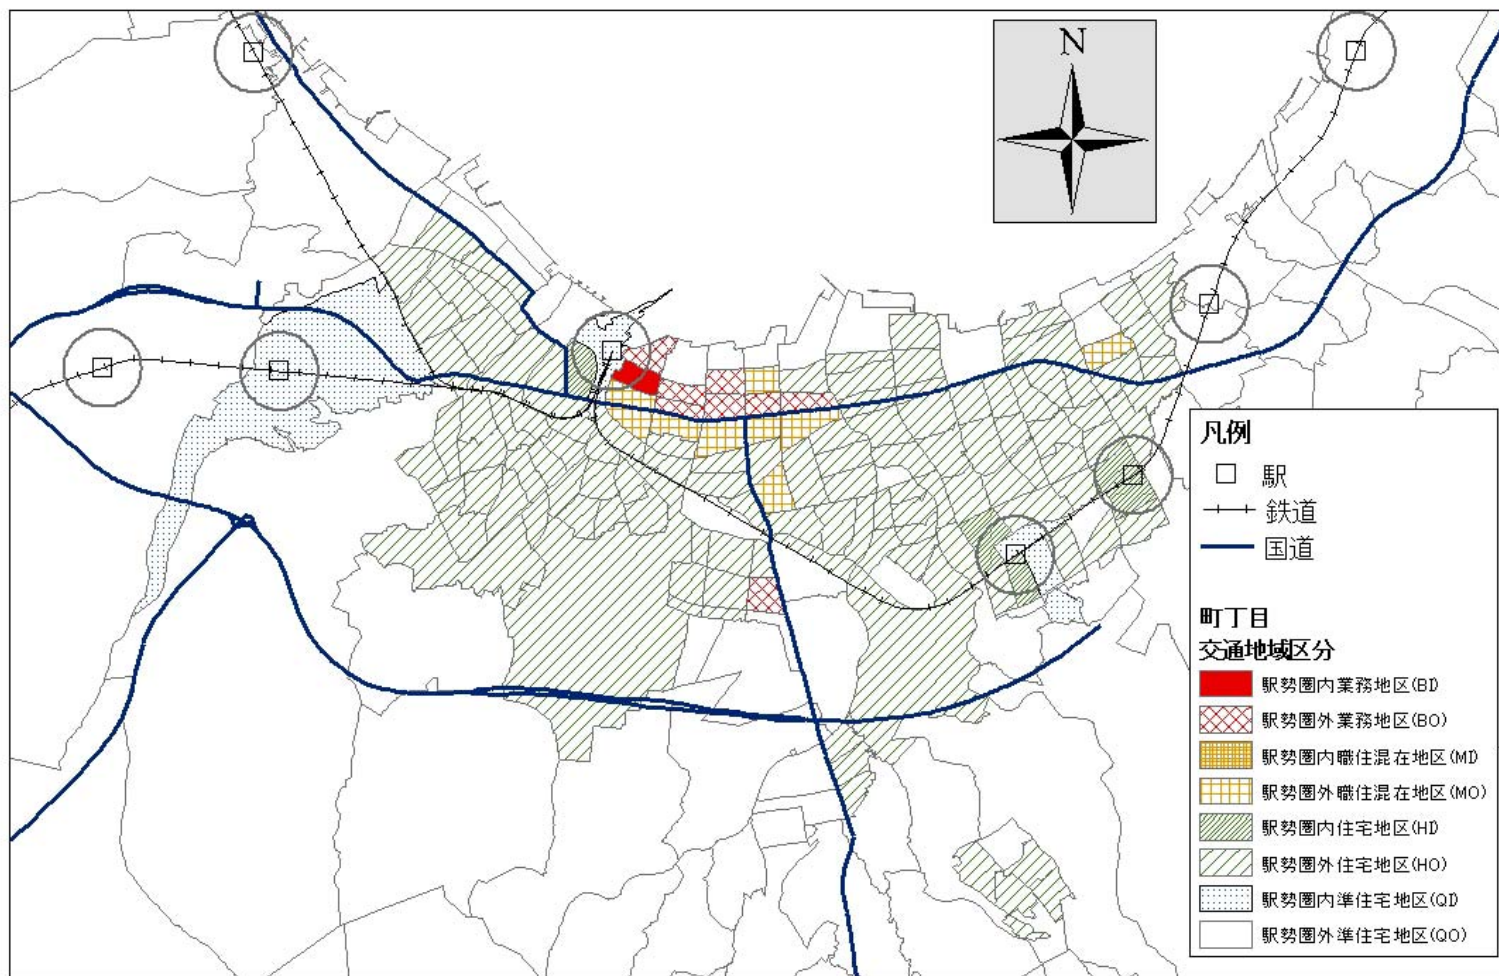 N
凡例
駅
鉄道
国道
町丁目
交通地域区分
駅勢圏内業務地区(BI)
駅勢圏外業務地区(BO)
駅勢圏内職住混在地区(MI)
駅勢圏外職住混在地区(MO)
駅勢圏内住宅地区(HI)
駅勢圏外住宅地区(HO)
駅勢圏内準住宅地区(QI)
駅勢圏外準住宅地区(QO)